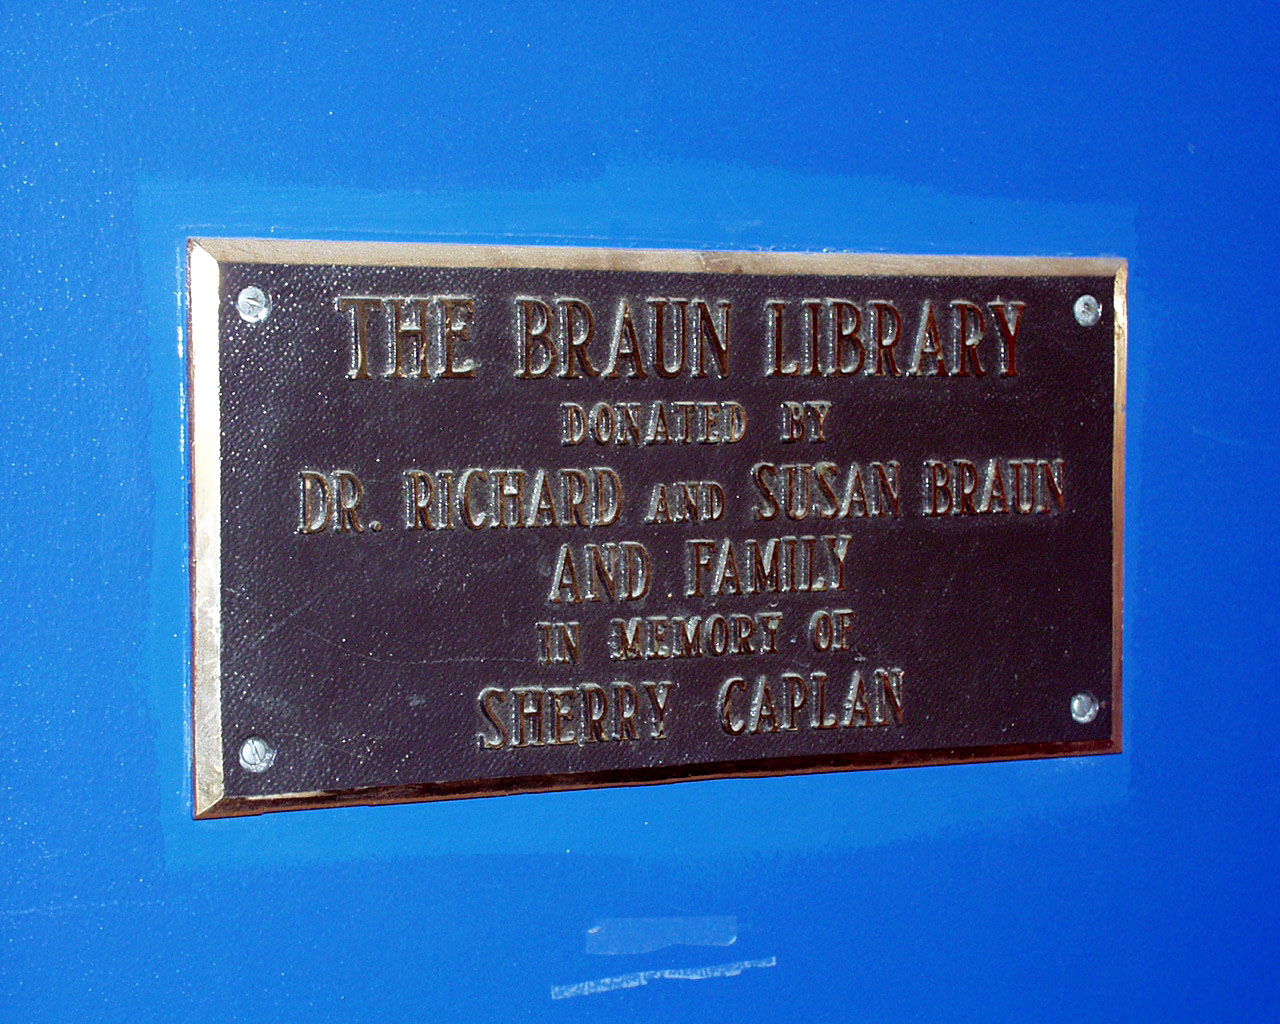 THE BRAUN LIBRARY
DONATED BY
DR. RICHARD AND SUSAN BRAUN
AND FAMILY
IN MEMORY OF
SHERRY CAPLAN